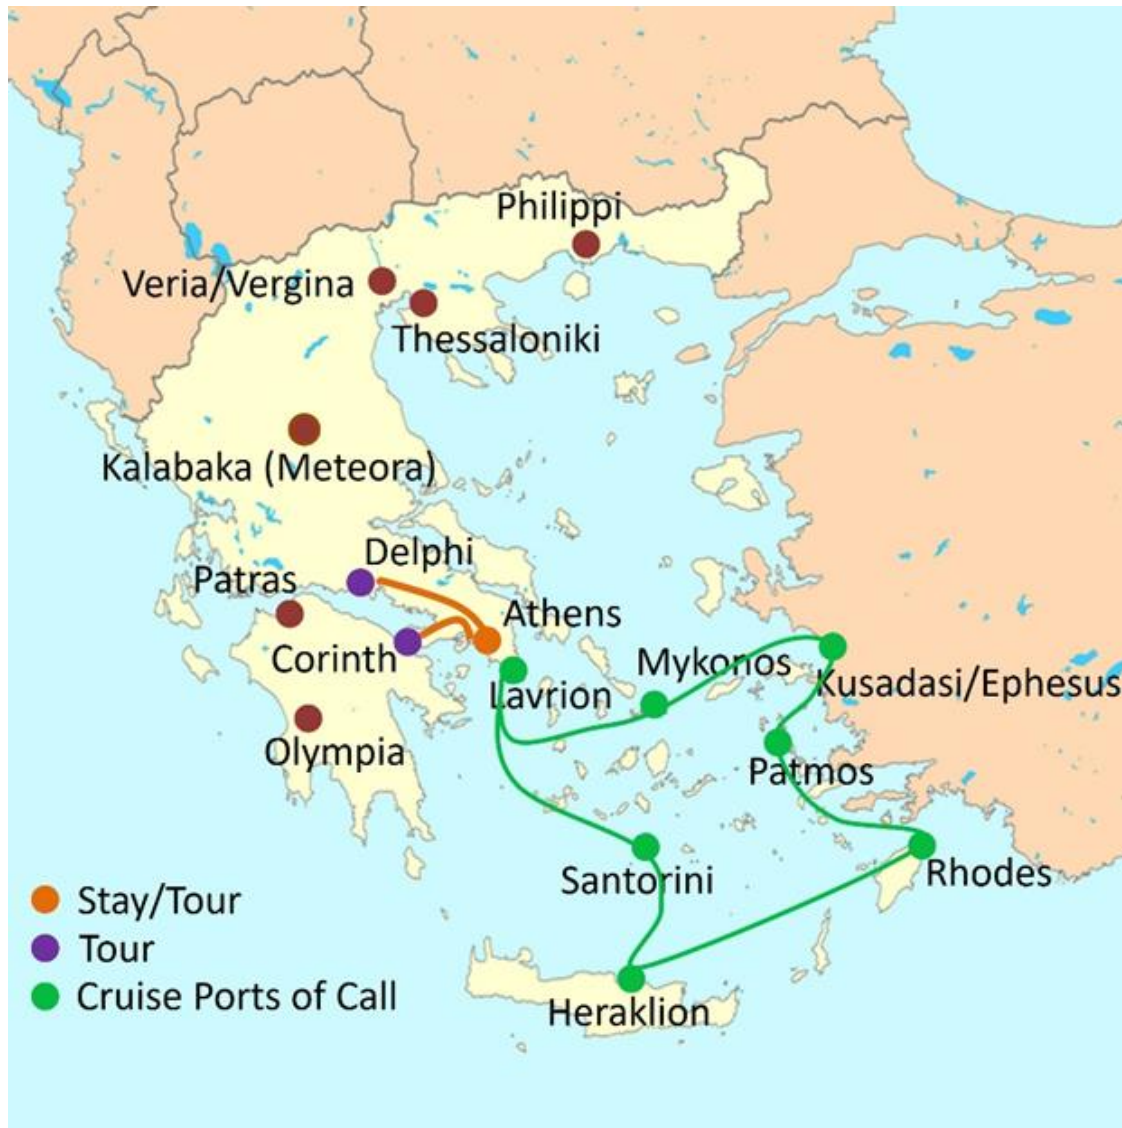 Philippi
Veria/Vergina
Thessaloniki
Kalabaka (Meteora)
Delphi
Patras
Athens
Corinth
Mykonos
Lavrion
Kusadasi/Ephesus
Olympia
Patmos
Santorini
Rhodes
Stay/Tour
Tour
Cruise Ports of Call
Heraklion